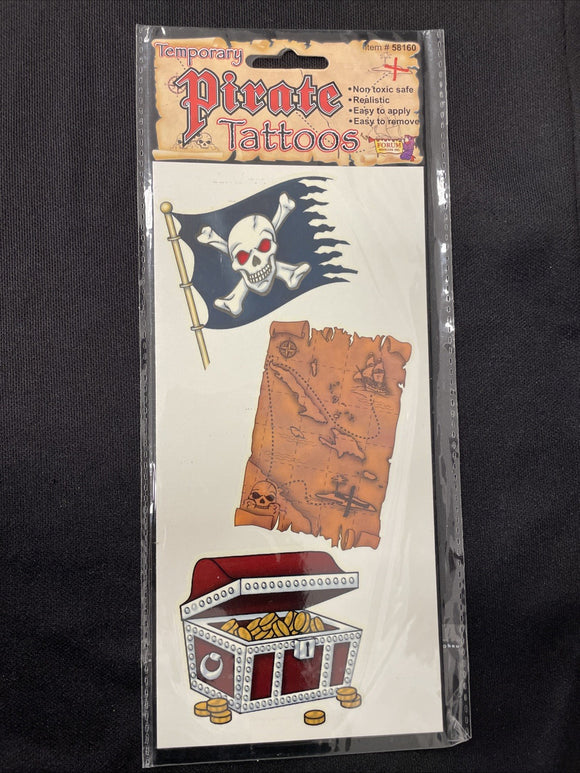 Temporary
Pirate
Tattoos
Item # 58160
• Non toxic safe
• Realistic
• Easy to apply
• Easy to remove
FORUM